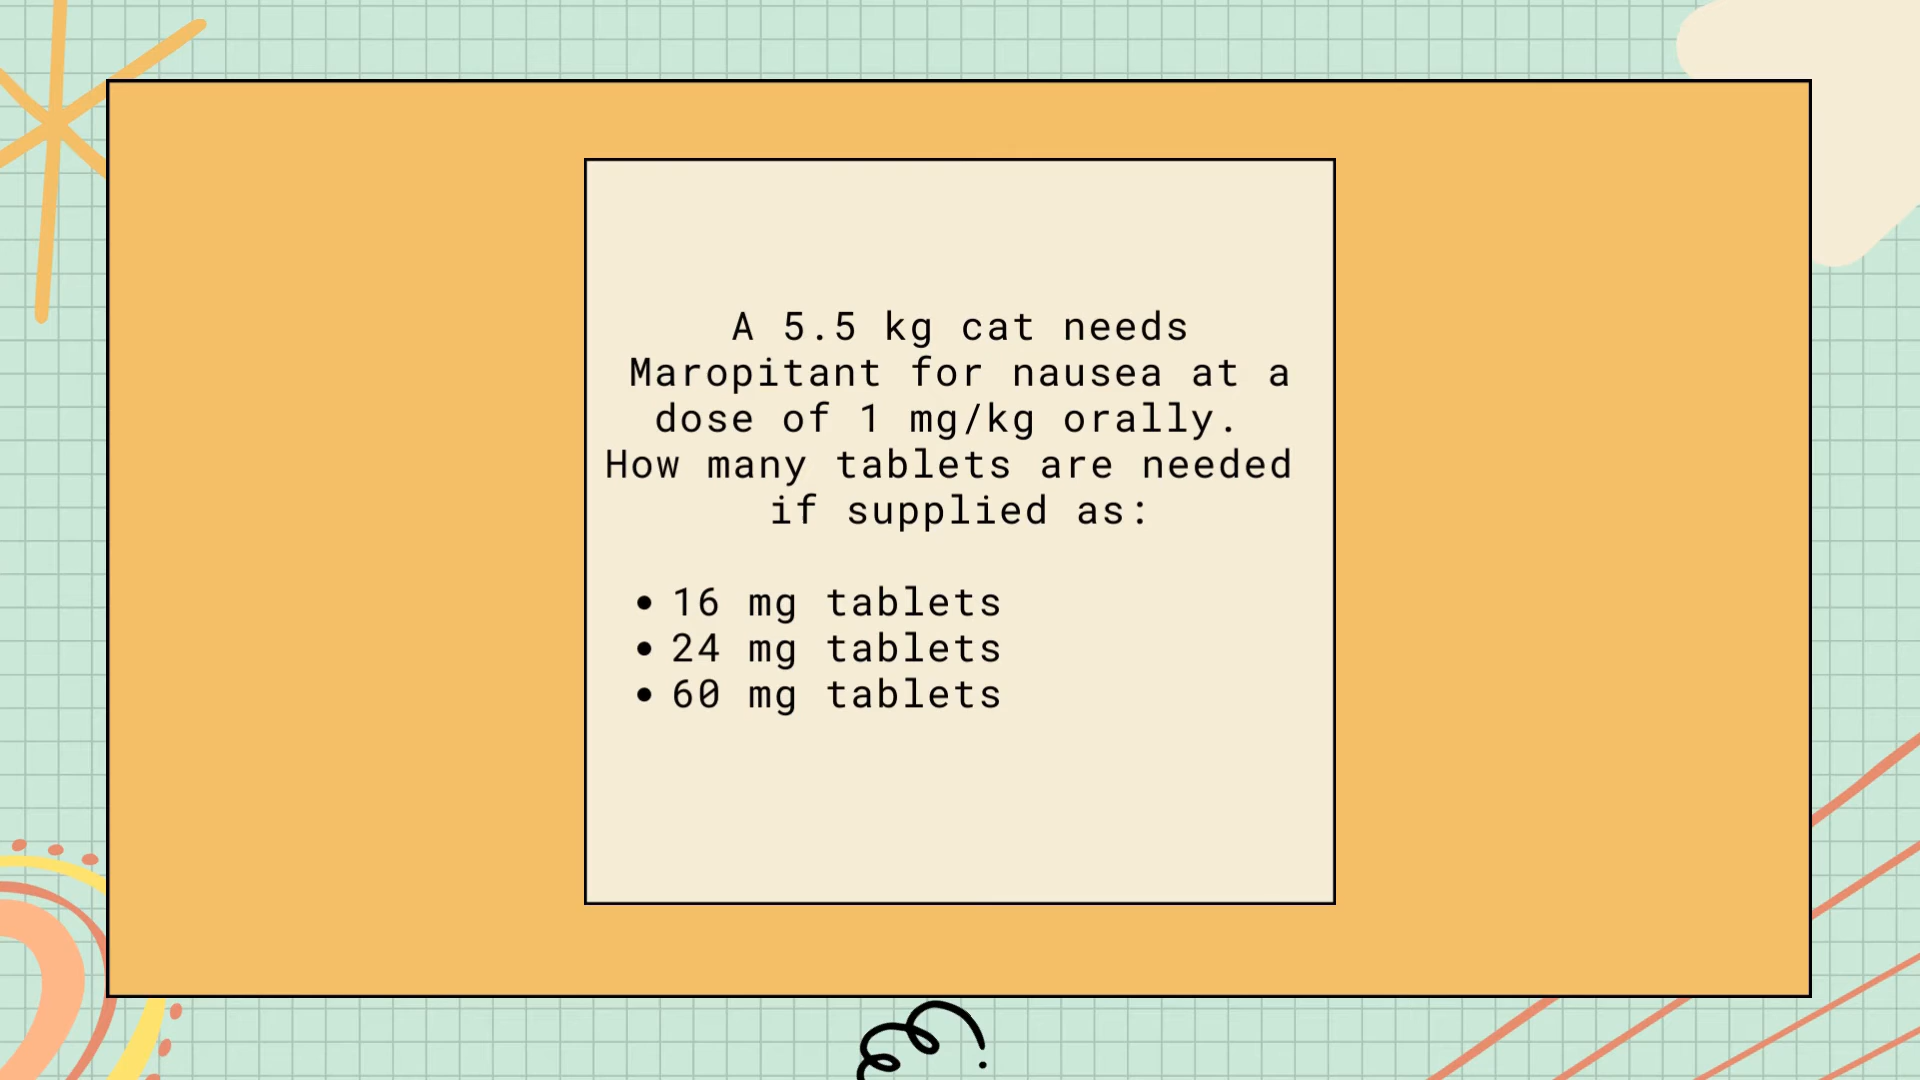 A 5.5 kg cat needs
Maropitant for nausea at a
dose of 1 mg/kg orally.
How many tablets are needed
if supplied as:
• 16 mg tablets
• 24 mg tablets
• 60 mg tablets